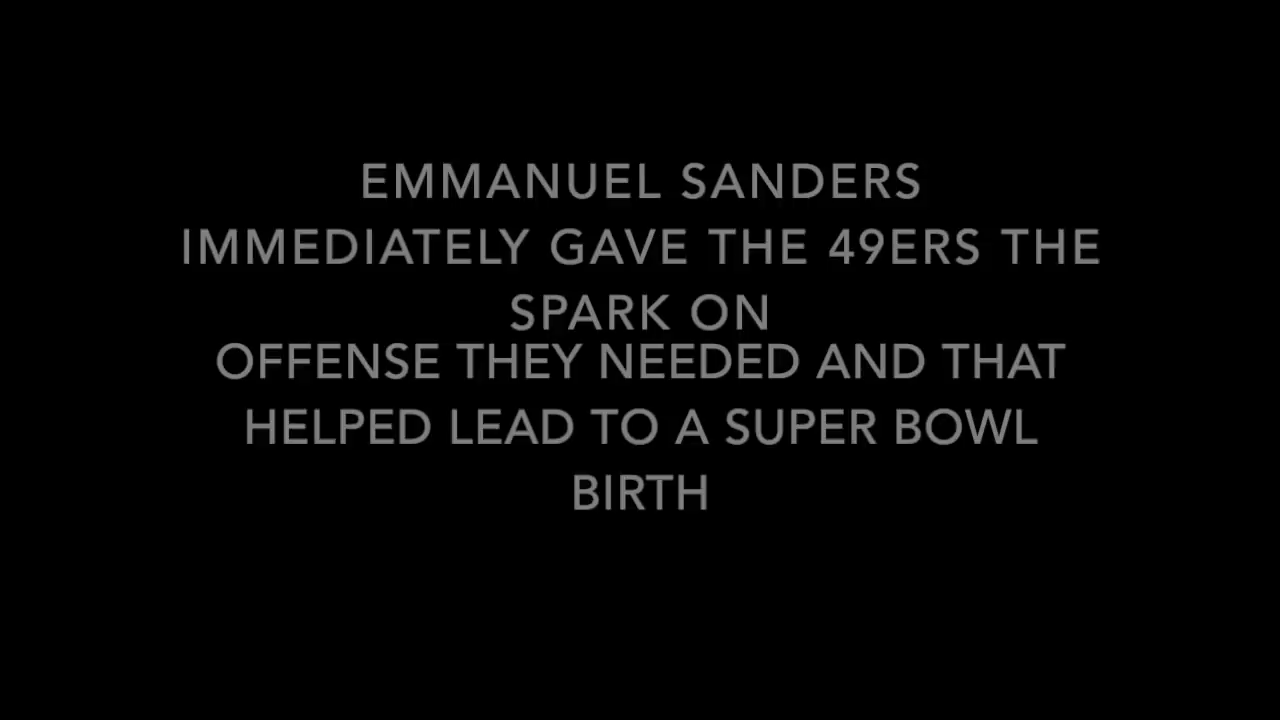 EMMANUEL SANDERS
IMMEDIATELY GAVE THE 49ERS THE
SPARK ON
OFFENSE THEY NEEDED AND THAT
HELPED LEAD TO A SUPER BOWL
BIRTH